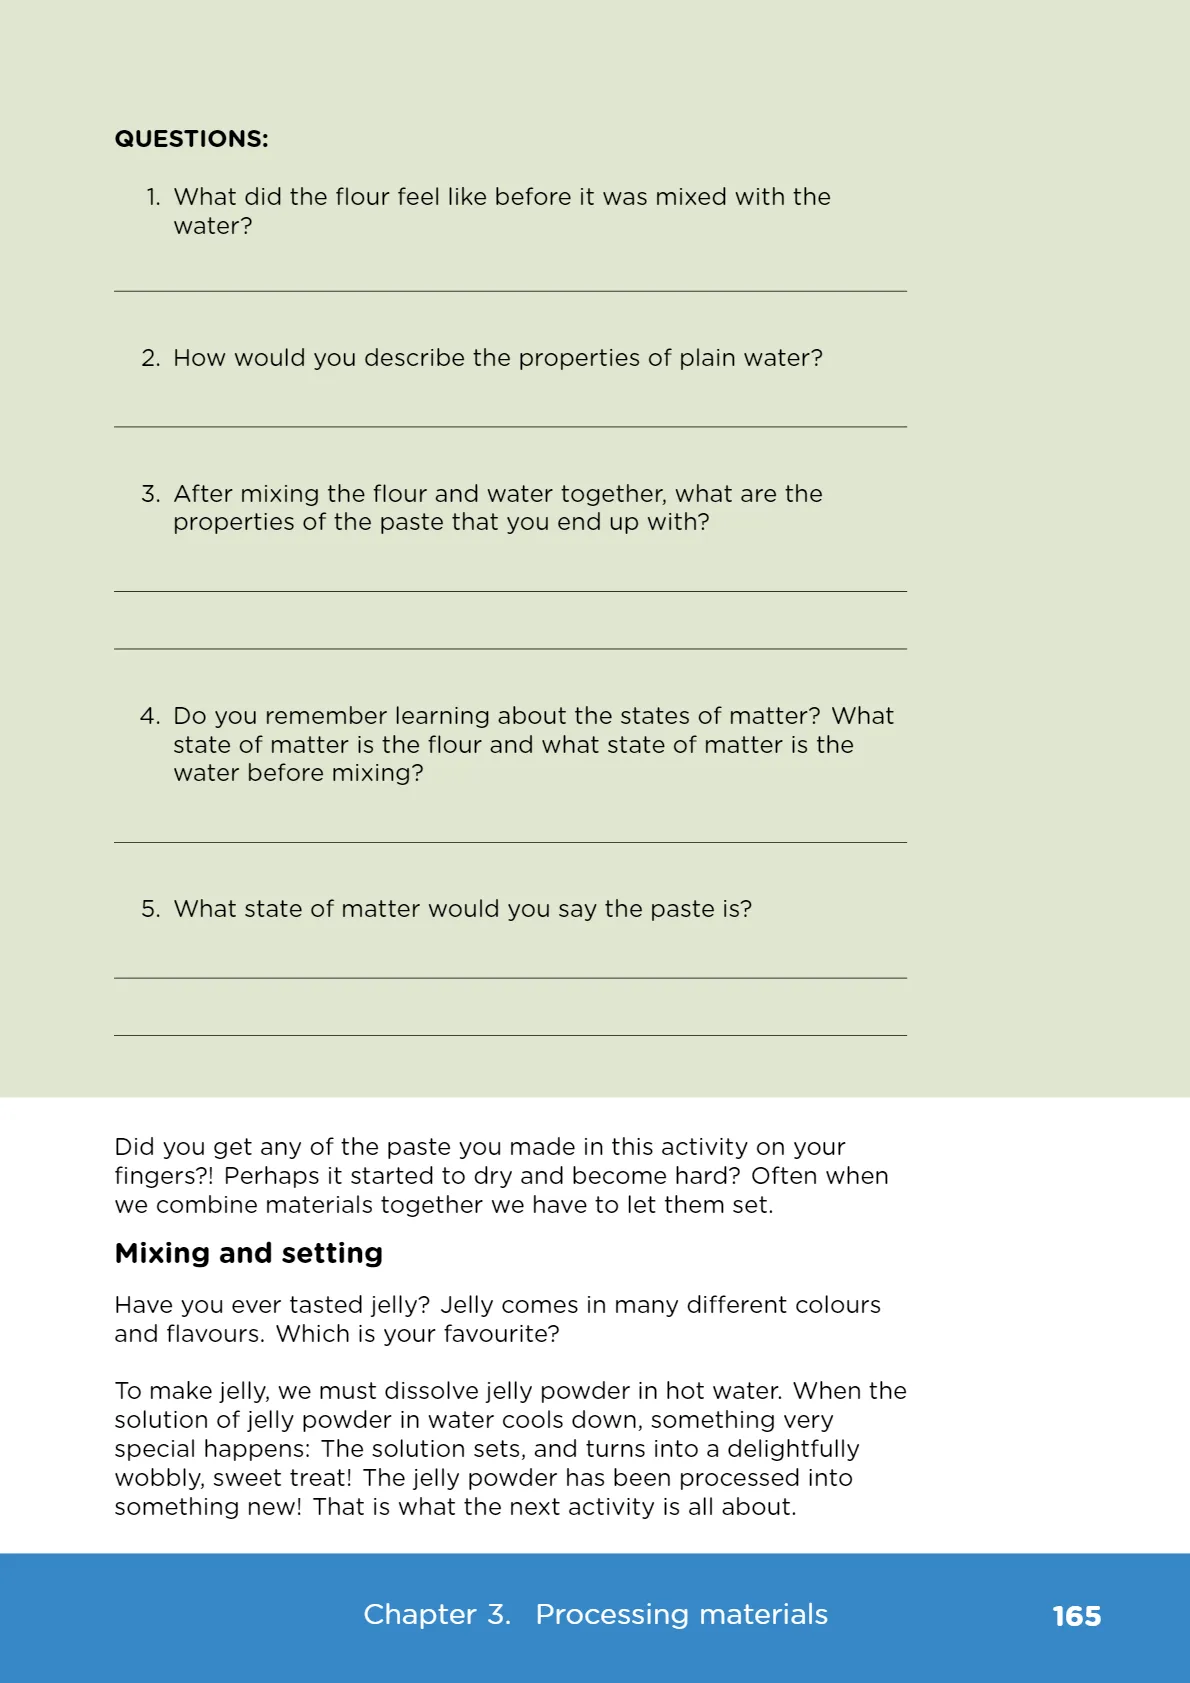 QUESTIONS:
1. What did the flour feel like before it was mixed with the
water?
2. How would you describe the properties of plain water?
3. After mixing the flour and water together, what are the
properties of the paste that you end up with?
4. Do you remember learning about the states of matter? What
state of matter is the flour and what state of matter is the
water before mixing?
5. What state of matter would you say the paste is?
Did you get any of the paste you made in this activity on your
fingers?! Perhaps it started to dry and become hard? Often when
we combine materials together we have to let them set.
Mixing and setting
Have you ever tasted jelly? Jelly comes in many different colours
and flavours. Which is your favourite?
To make jelly, we must dissolve jelly powder in hot water. When the
solution of jelly powder in water cools down, something very
special happens: The solution sets, and turns into a delightfully
wobbly, sweet treat! The jelly powder has been processed into
something new! That is what the next activity is all about.
Chapter 3. Processing materials 165